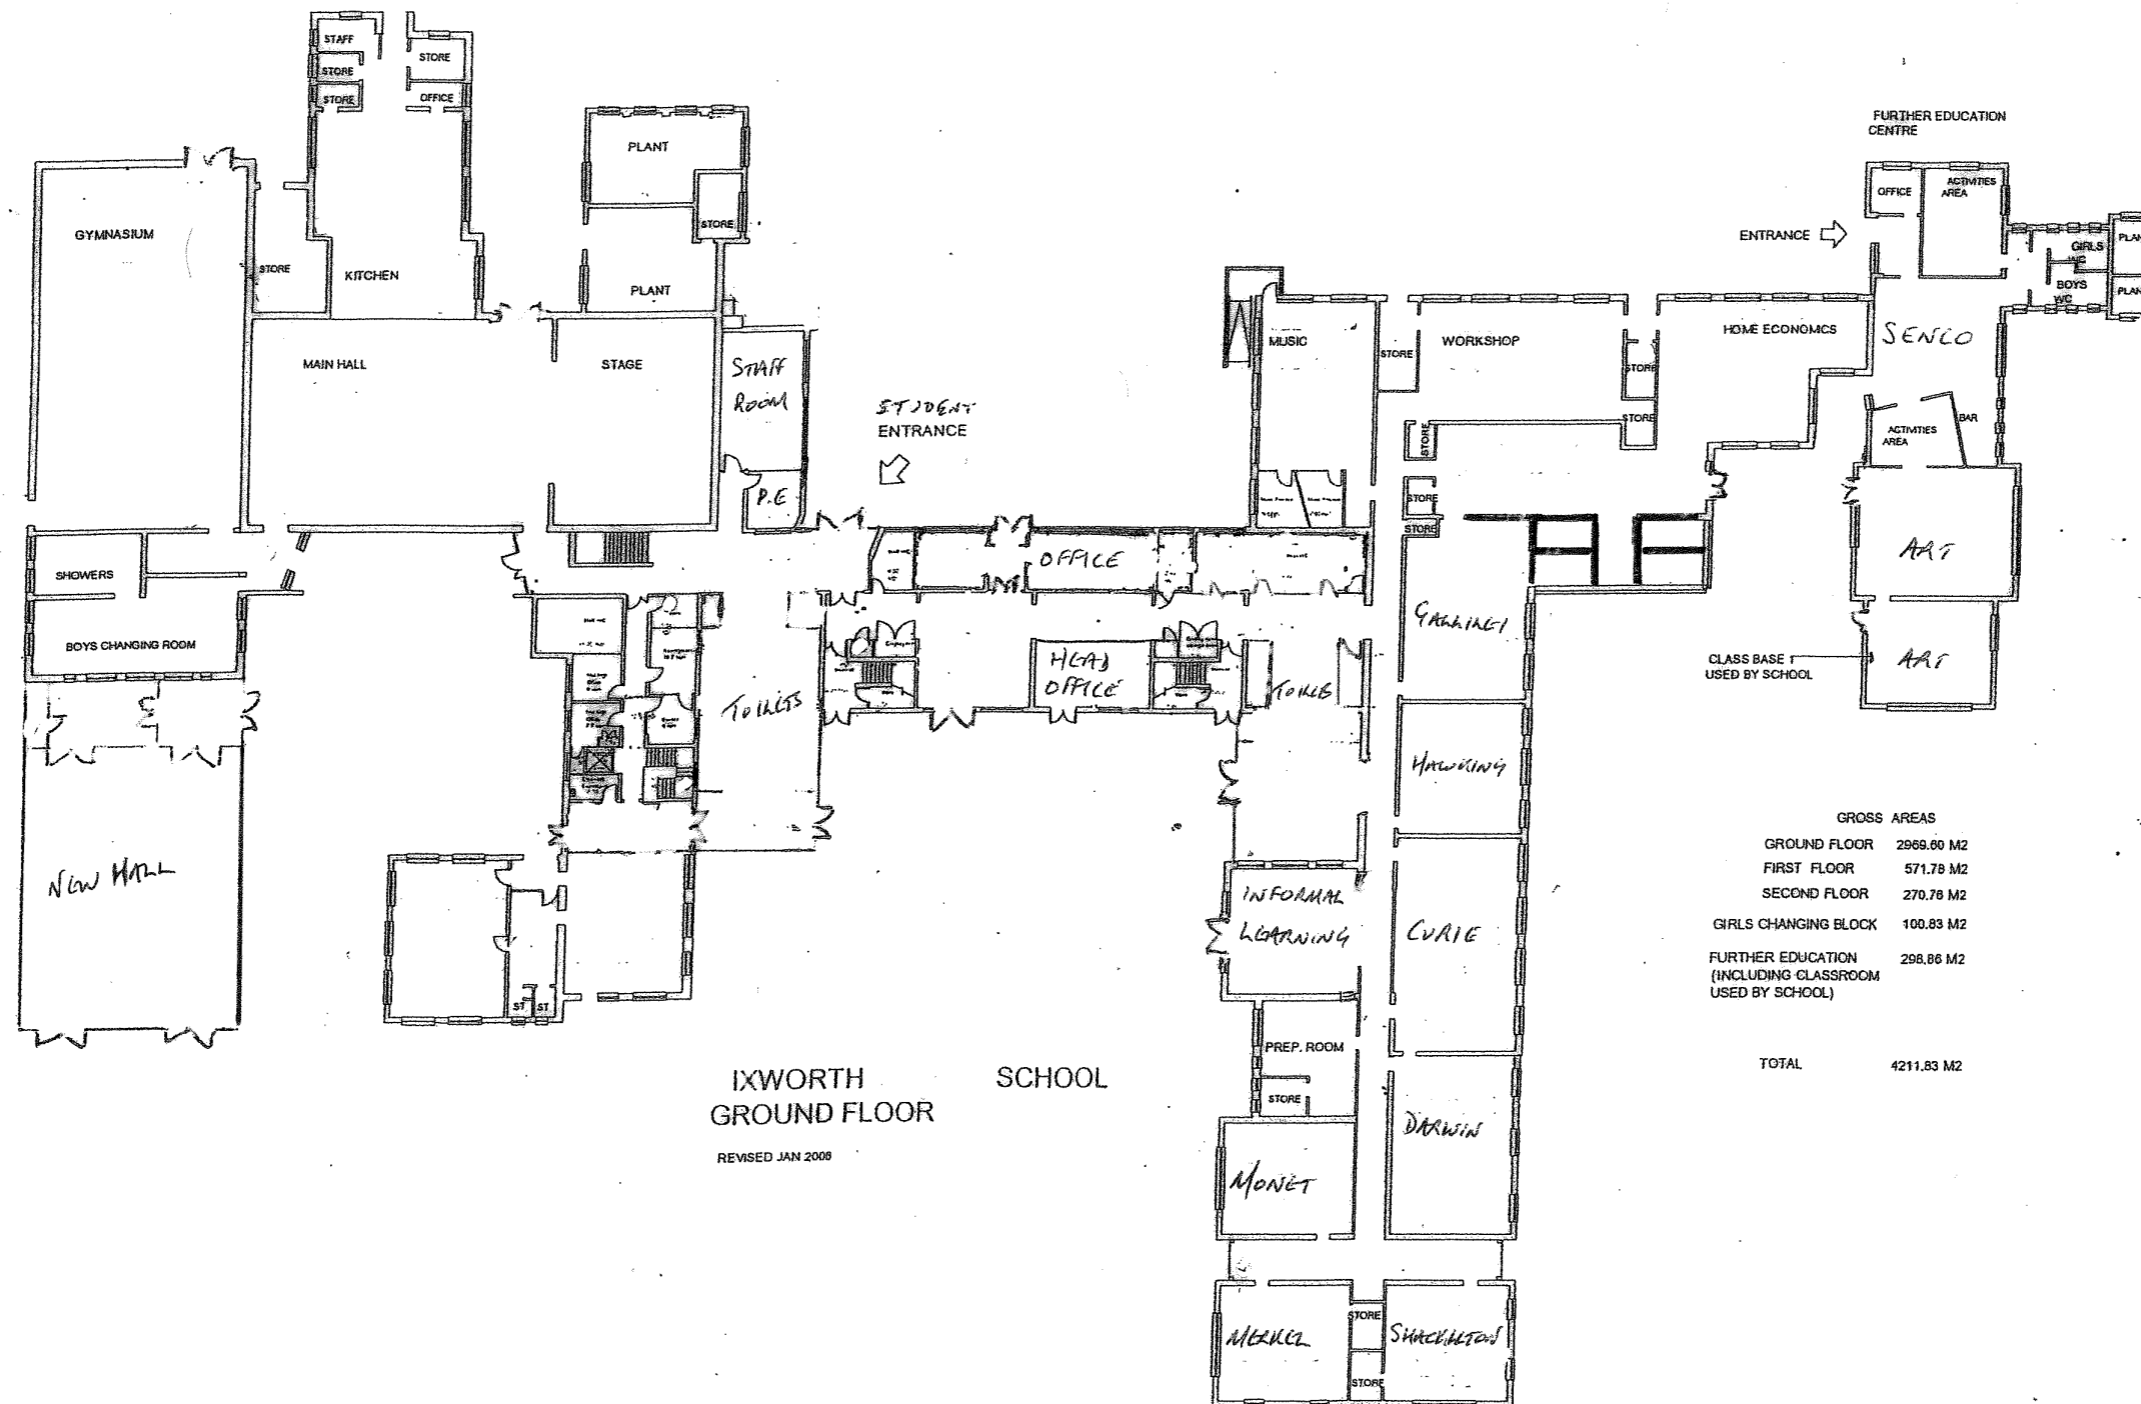 STAFF
STORE
STORE
STORE
OFFICE
PLANT
STORE
PLANT
GYMNASIUM
STORE
KITCHEN
MAIN HALL
STAGE
STAFF
ROOM
P.E
STUDENT
ENTRANCE
SHOWERS
BOYS CHANGING ROOM
NEW HALL
TOILETS
OFFICE
HEAD
OFFICE
TOILETS
ST
ST
MUSIC
STORE
WORKSHOP
STORE
STORE
STORE
STORE
STORE
HOME ECONOMICS
FURTHER EDUCATION
CENTRE
OFFICE
ACTIVITIES
AREA
ENTRANCE
GIRLS
WC
BOYS
WC
PLAN
PLAN
SENCO
ACTIVITIES
AREA
BAR
ART
ART
CLASS BASE 1
USED BY SCHOOL
HAWKING
CURIE
DARWIN
INFORMAL
LEARNING
PREP. ROOM
STORE
MONET
MERKEL
STORE
STORE
SHACKLETON
IXWORTH SCHOOL
GROUND FLOOR
REVISED JAN 2006
GROSS AREAS
GROUND FLOOR 2969.60 M2
FIRST FLOOR 571.78 M2
SECOND FLOOR 270.76 M2
GIRLS CHANGING BLOCK 100.83 M2
FURTHER EDUCATION 298.86 M2
(INCLUDING CLASSROOM
USED BY SCHOOL)
TOTAL 4211.83 M2